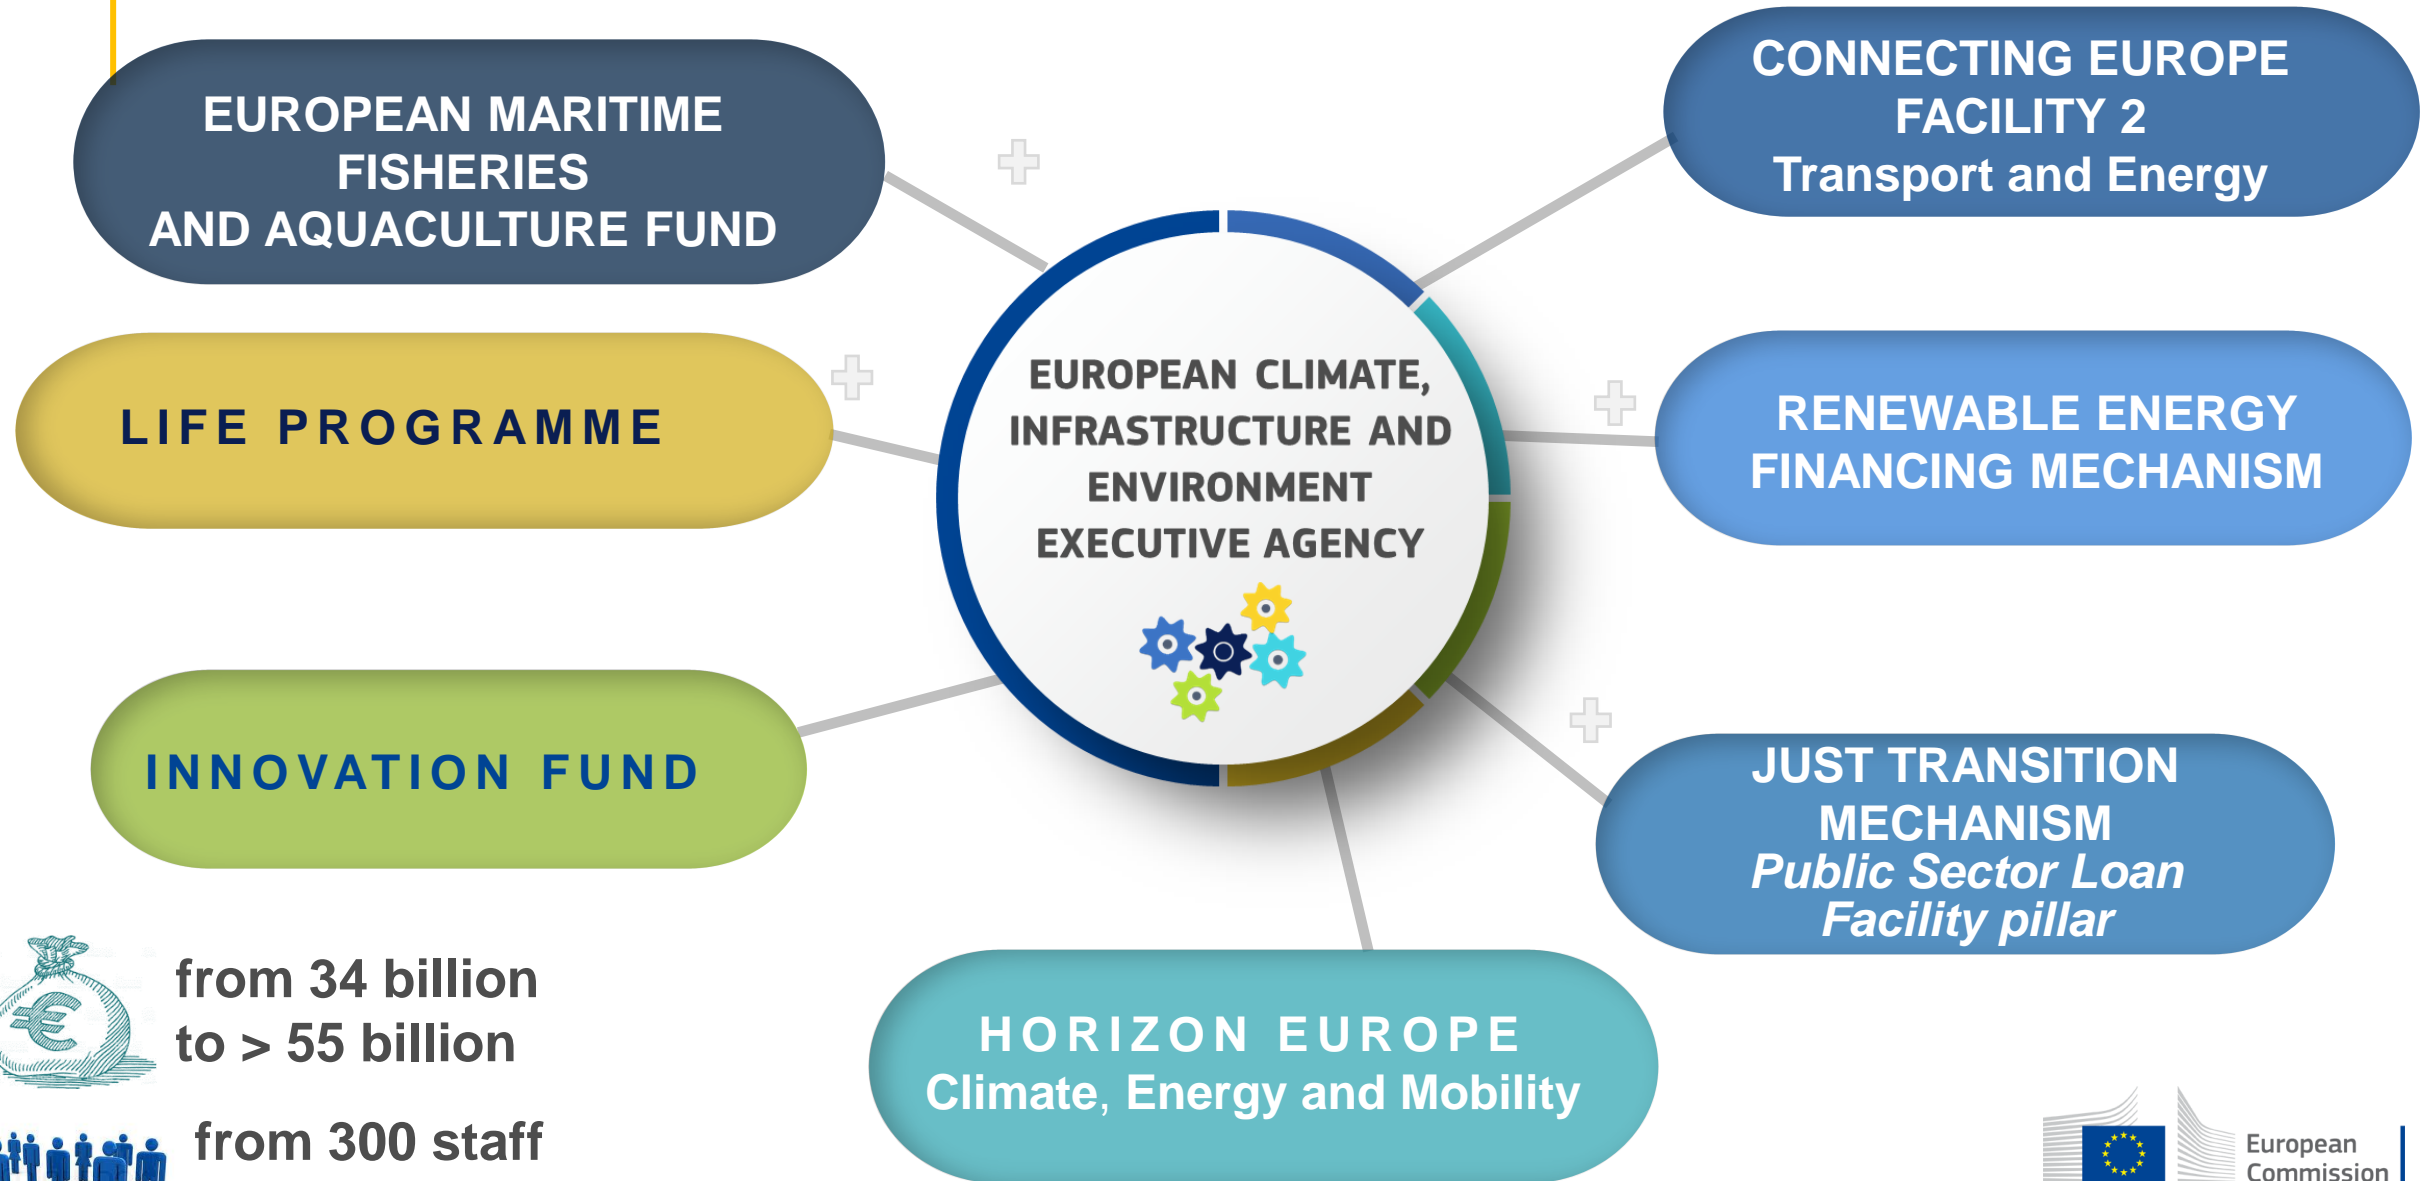 EUROPEAN MARITIME
FISHERIES
AND AQUACULTURE FUND
LIFE PROGRAMME
INNOVATION FUND
from 34 billion
to > 55 billion
from 300 staff
EUROPEAN CLIMATE,
INFRASTRUCTURE AND
ENVIRONMENT
EXECUTIVE AGENCY
CONNECTING EUROPE
FACILITY 2
Transport and Energy
RENEWABLE ENERGY
FINANCING MECHANISM
JUST TRANSITION
MECHANISM
Public Sector Loan
Facility pillar
HORIZON EUROPE
Climate, Energy and Mobility
European
Commission